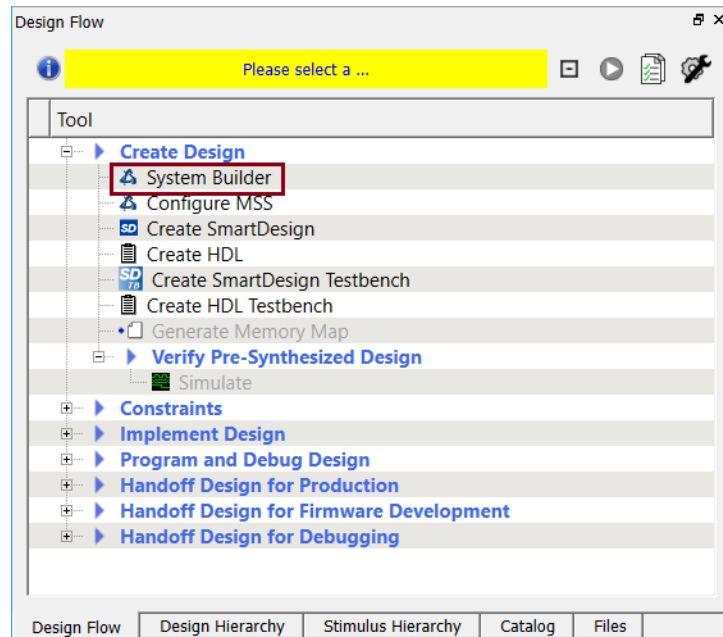 Design Flow
Please select a ...
Tool
Create Design
System Builder
Configure MSS
SD Create SmartDesign
Create HDL
SD TB Create SmartDesign Testbench
Create HDL Testbench
Generate Memory Map
Verify Pre-Synthesized Design
Simulate
Constraints
Implement Design
Program and Debug Design
Handoff Design for Production
Handoff Design for Firmware Development
Handoff Design for Debugging
Design Flow Design Hierarchy Stimulus Hierarchy Catalog Files